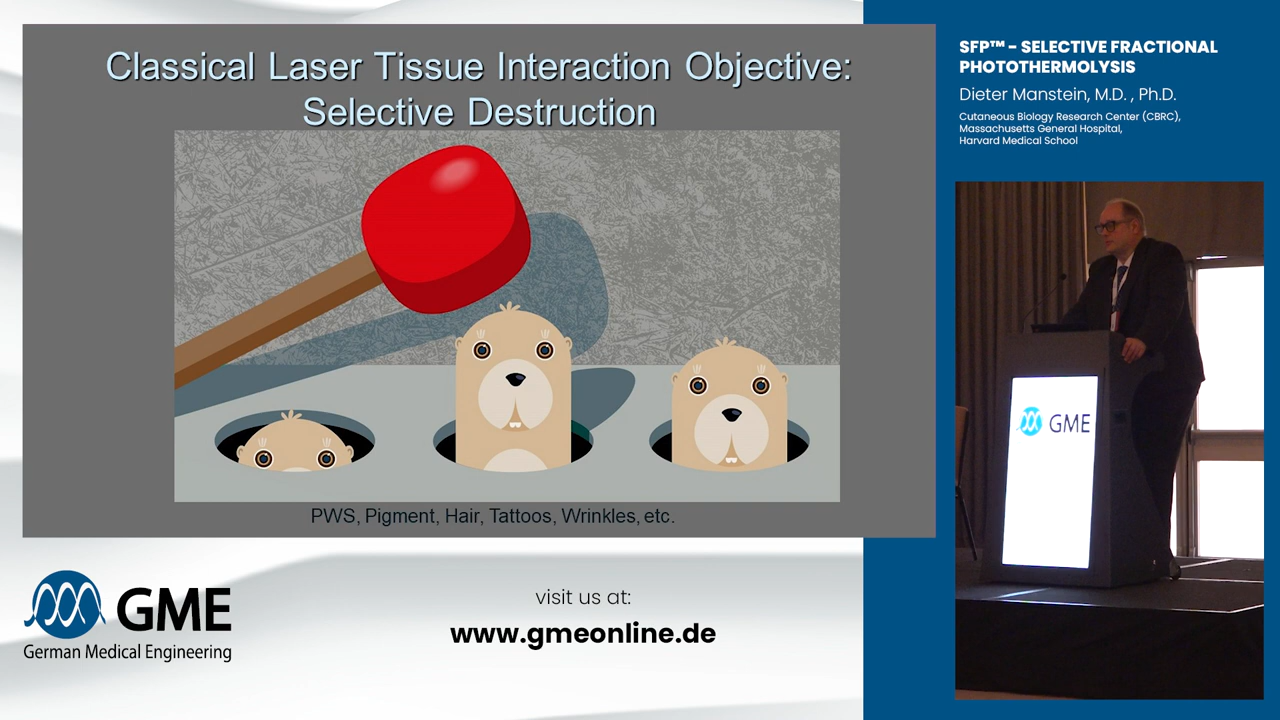 Classical Laser Tissue Interaction Objective:
Selective Destruction
PWS, Pigment, Hair, Tattoos, Wrinkles, etc.
SFP™ - SELECTIVE FRACTIONAL
PHOTOTHERMOLYSIS
Dieter Manstein, M.D. , Ph.D.
Cutaneous Biology Research Center (CBRC),
Massachusetts General Hospital,
Harvard Medical School
GME
GME
German Medical Engineering
visit us at:
www.gmeonline.de